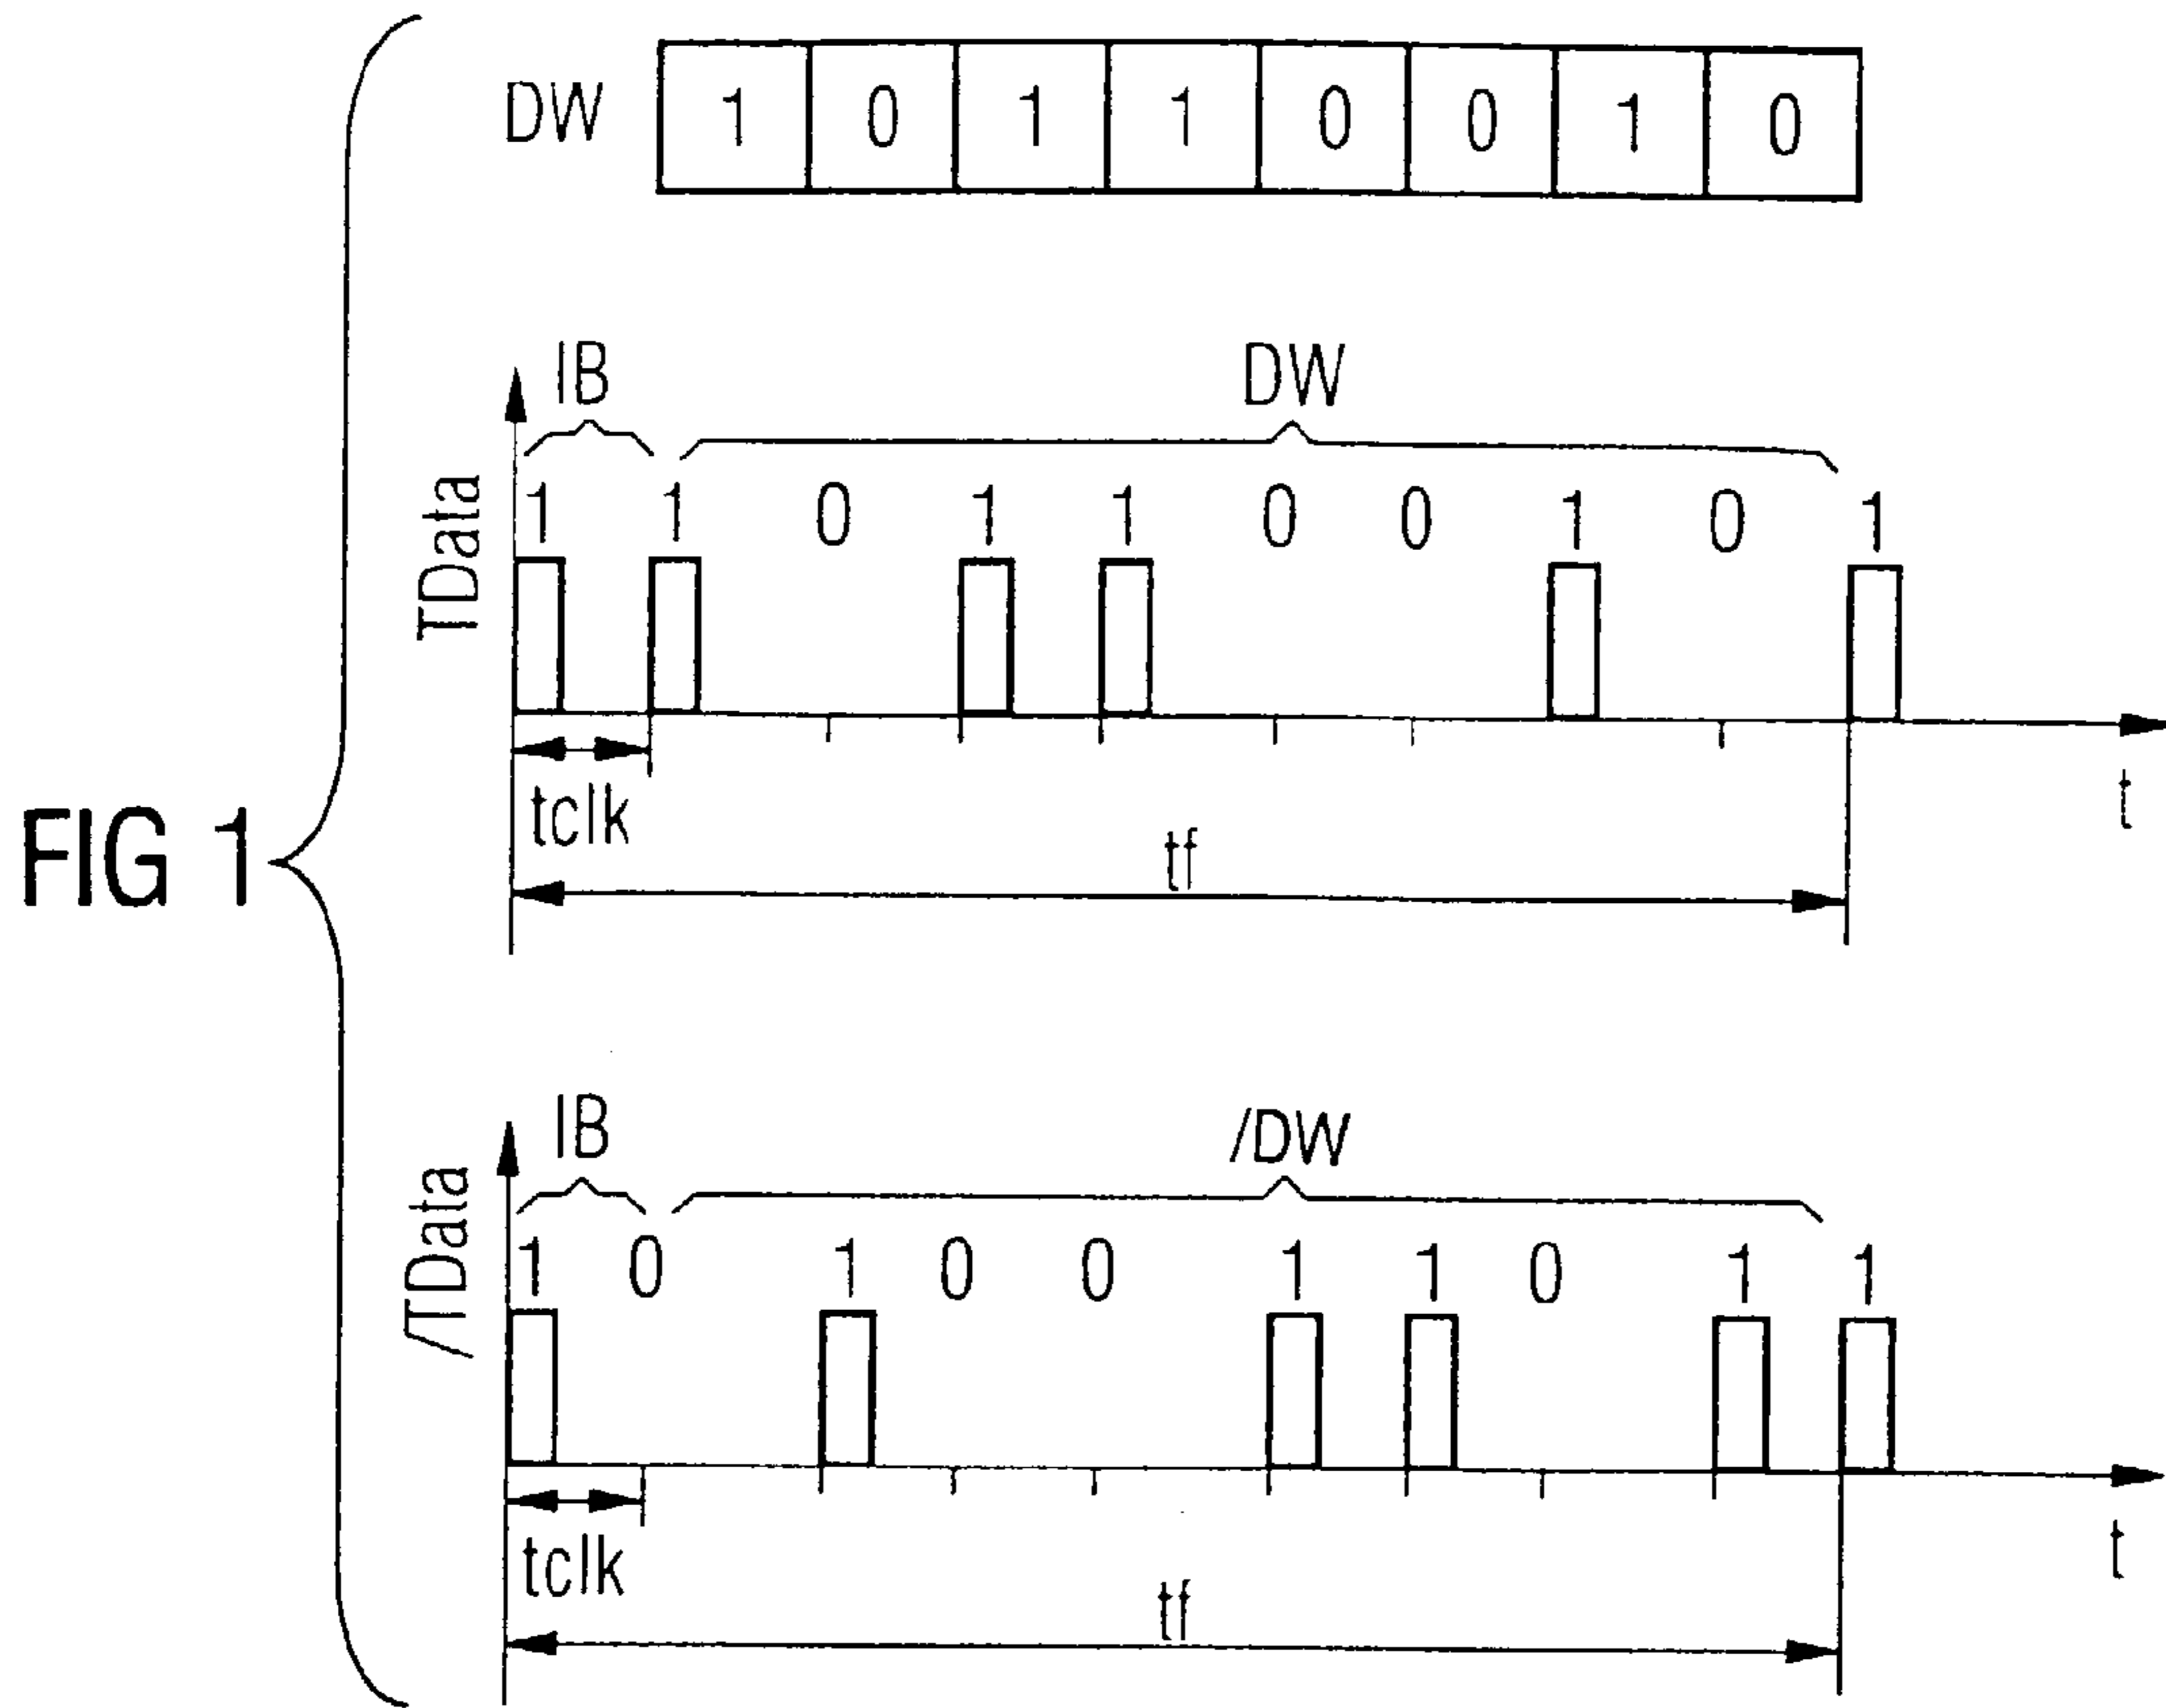 FIG 1
DW 1 0 1 1 0 0 1 0
IB DW
TData
1 1 0 1 1 0 0 1 0 1
tclk
tf
t
IB /DW
/TData
1 0 1 0 0 1 1 0 1 1
tclk
tf
t